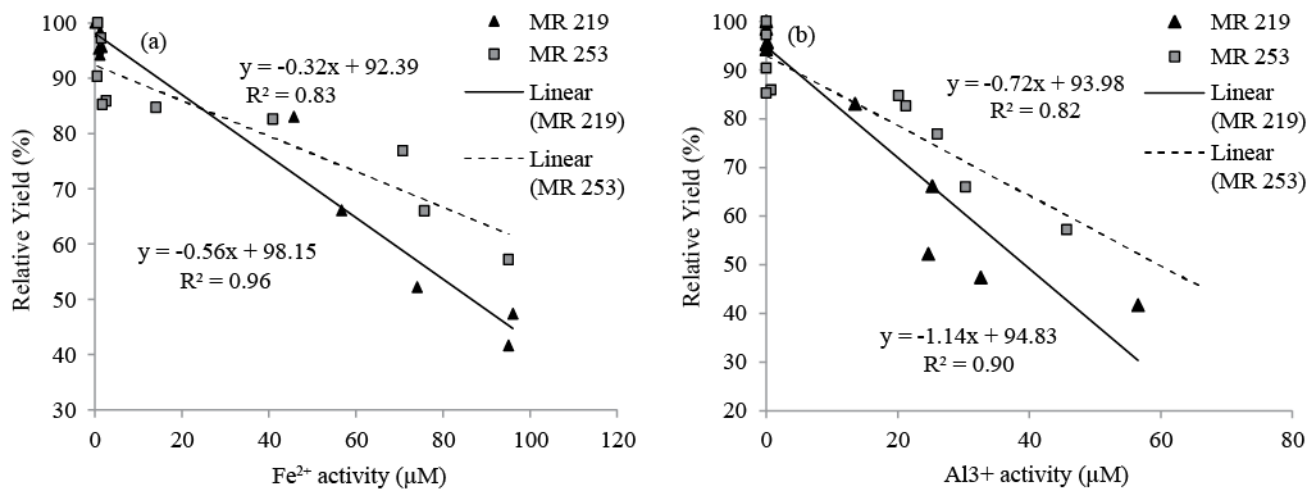 (a)
Relative Yield (%)
100
90
80
70
60
50
40
30
0
20
40
60
80
100
120
Fe²⁺ activity (µM)
y = -0.32x + 92.39
R² = 0.83
y = -0.56x + 98.15
R² = 0.96
MR 219
MR 253
Linear
(MR 219)
Linear
(MR 253)
(b)
Relative Yield (%)
100
90
80
70
60
50
40
30
20
0
20
40
60
80
Al3+ activity (µM)
y = -0.72x + 93.98
R² = 0.82
y = -1.14x + 94.83
R² = 0.90
MR 219
MR 253
Linear
(MR 219)
Linear
(MR 253)